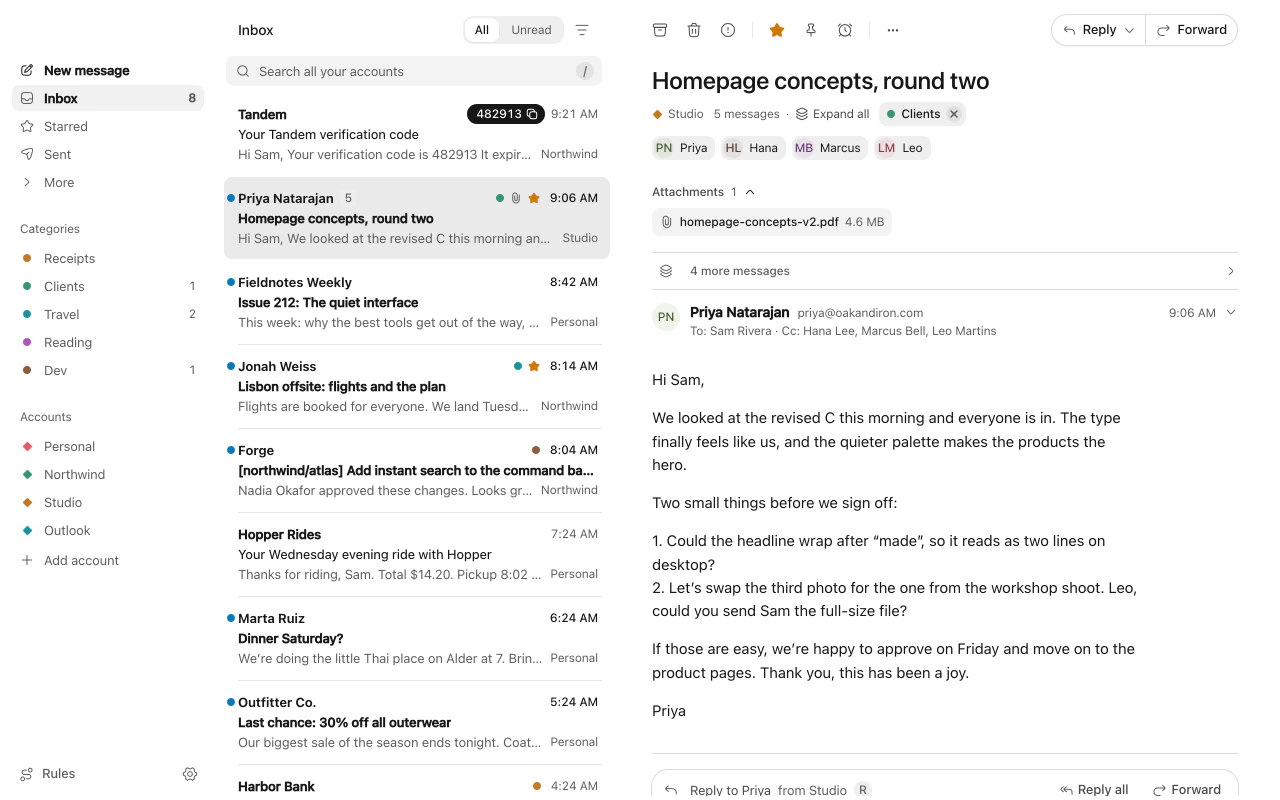 New message
Inbox 8
Starred
Sent
More
Categories
Receipts
Clients 1
Travel 2
Reading
Dev 1
Accounts
Personal
Northwind
Studio
Outlook
Add account
Rules
Inbox
All Unread
Search all your accounts /
Tandem 482913 9:21 AM
Your Tandem verification code
Hi Sam, Your verification code is 482913 It expir... Northwind
Priya Natarajan 5 9:06 AM
Homepage concepts, round two
Hi Sam, We looked at the revised C this morning an... Studio
Fieldnotes Weekly 8:42 AM
Issue 212: The quiet interface
This week: why the best tools get out of the way, ... Personal
Jonah Weiss 8:14 AM
Lisbon offsite: flights and the plan
Flights are booked for everyone. We land Tuesd... Northwind
Forge 8:04 AM
[northwind/atlas] Add instant search to the command ba...
Nadia Okafor approved these changes. Looks gr... Northwind
Hopper Rides 7:24 AM
Your Wednesday evening ride with Hopper
Thanks for riding, Sam. Total $14.20. Pickup 8:02 ... Personal
Marta Ruiz 6:24 AM
Dinner Saturday?
We’re doing the little Thai place on Alder at 7. Brin... Personal
Outfitter Co. 5:24 AM
Last chance: 30% off all outerwear
Our biggest sale of the season ends tonight. Coat... Personal
Harbor Bank 4:24 AM
Reply Forward
Homepage concepts, round two
Studio 5 messages · Expand all Clients
PN Priya HL Hana MB Marcus LM Leo
Attachments 1
homepage-concepts-v2.pdf 4.6 MB
4 more messages
PN Priya Natarajan priya@oakandiron.com 9:06 AM
To: Sam Rivera · Cc: Hana Lee, Marcus Bell, Leo Martins
Hi Sam,
We looked at the revised C this morning and everyone is in. The type
finally feels like us, and the quieter palette makes the products the
hero.
Two small things before we sign off:
1. Could the headline wrap after “made”, so it reads as two lines on
desktop?
2. Let’s swap the third photo for the one from the workshop shoot. Leo,
could you send Sam the full-size file?
If those are easy, we’re happy to approve on Friday and move on to the
product pages. Thank you, this has been a joy.
Priya
Reply to Priya from Studio R Reply all Forward